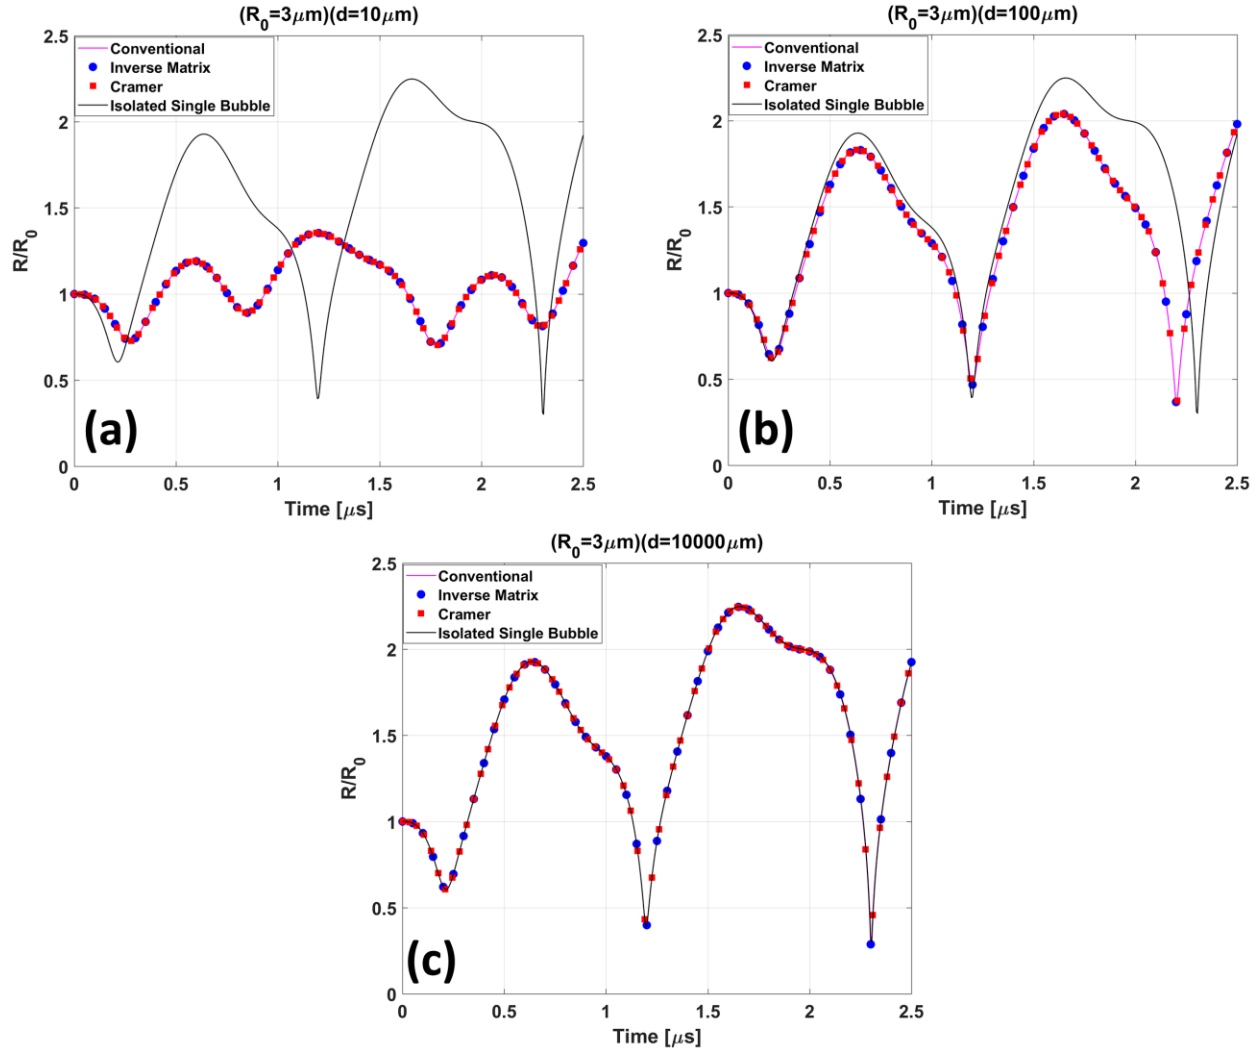 (R0=3μm)(d=10μm)
R/R0
2.5
2
1.5
1
0.5
0
Conventional
Inverse Matrix
Cramer
Isolated Single Bubble
(a)
0 0.5 1 1.5 2 2.5
Time [μs]
(R0=3μm)(d=100μm)
R/R0
2.5
2
1.5
1
0.5
0
Conventional
Inverse Matrix
Cramer
Isolated Single Bubble
(b)
0 0.5 1 1.5 2 2.5
Time [μs]
(R0=3μm)(d=10000μm)
R/R0
2.5
2
1.5
1
0.5
0
Conventional
Inverse Matrix
Cramer
Isolated Single Bubble
(c)
0 0.5 1 1.5 2 2.5
Time [μs]